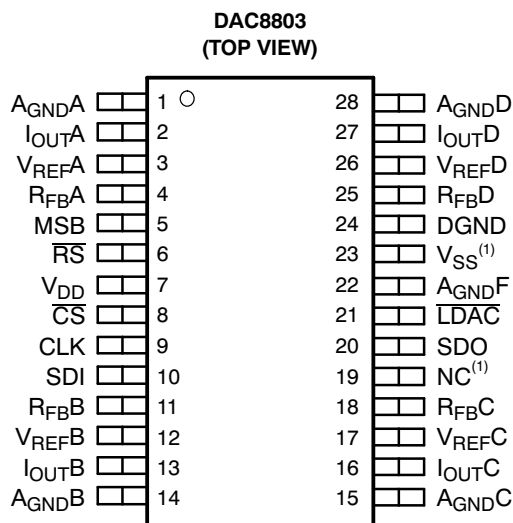 DAC8803
(TOP VIEW)
AGNDA 1 28 AGNDD
IOUTA 2 27 IOUTD
VREFA 3 26 VREFD
RFBA 4 25 RFBD
MSB 5 24 DGND
RS 6 23 VSS(1)
VDD 7 22 AGNDF
CS 8 21 LDAC
CLK 9 20 SDO
SDI 10 19 NC(1)
RFBB 11 18 RFBC
VREFB 12 17 VREFC
IOUTB 13 16 IOUTC
AGNDB 14 15 AGNDC